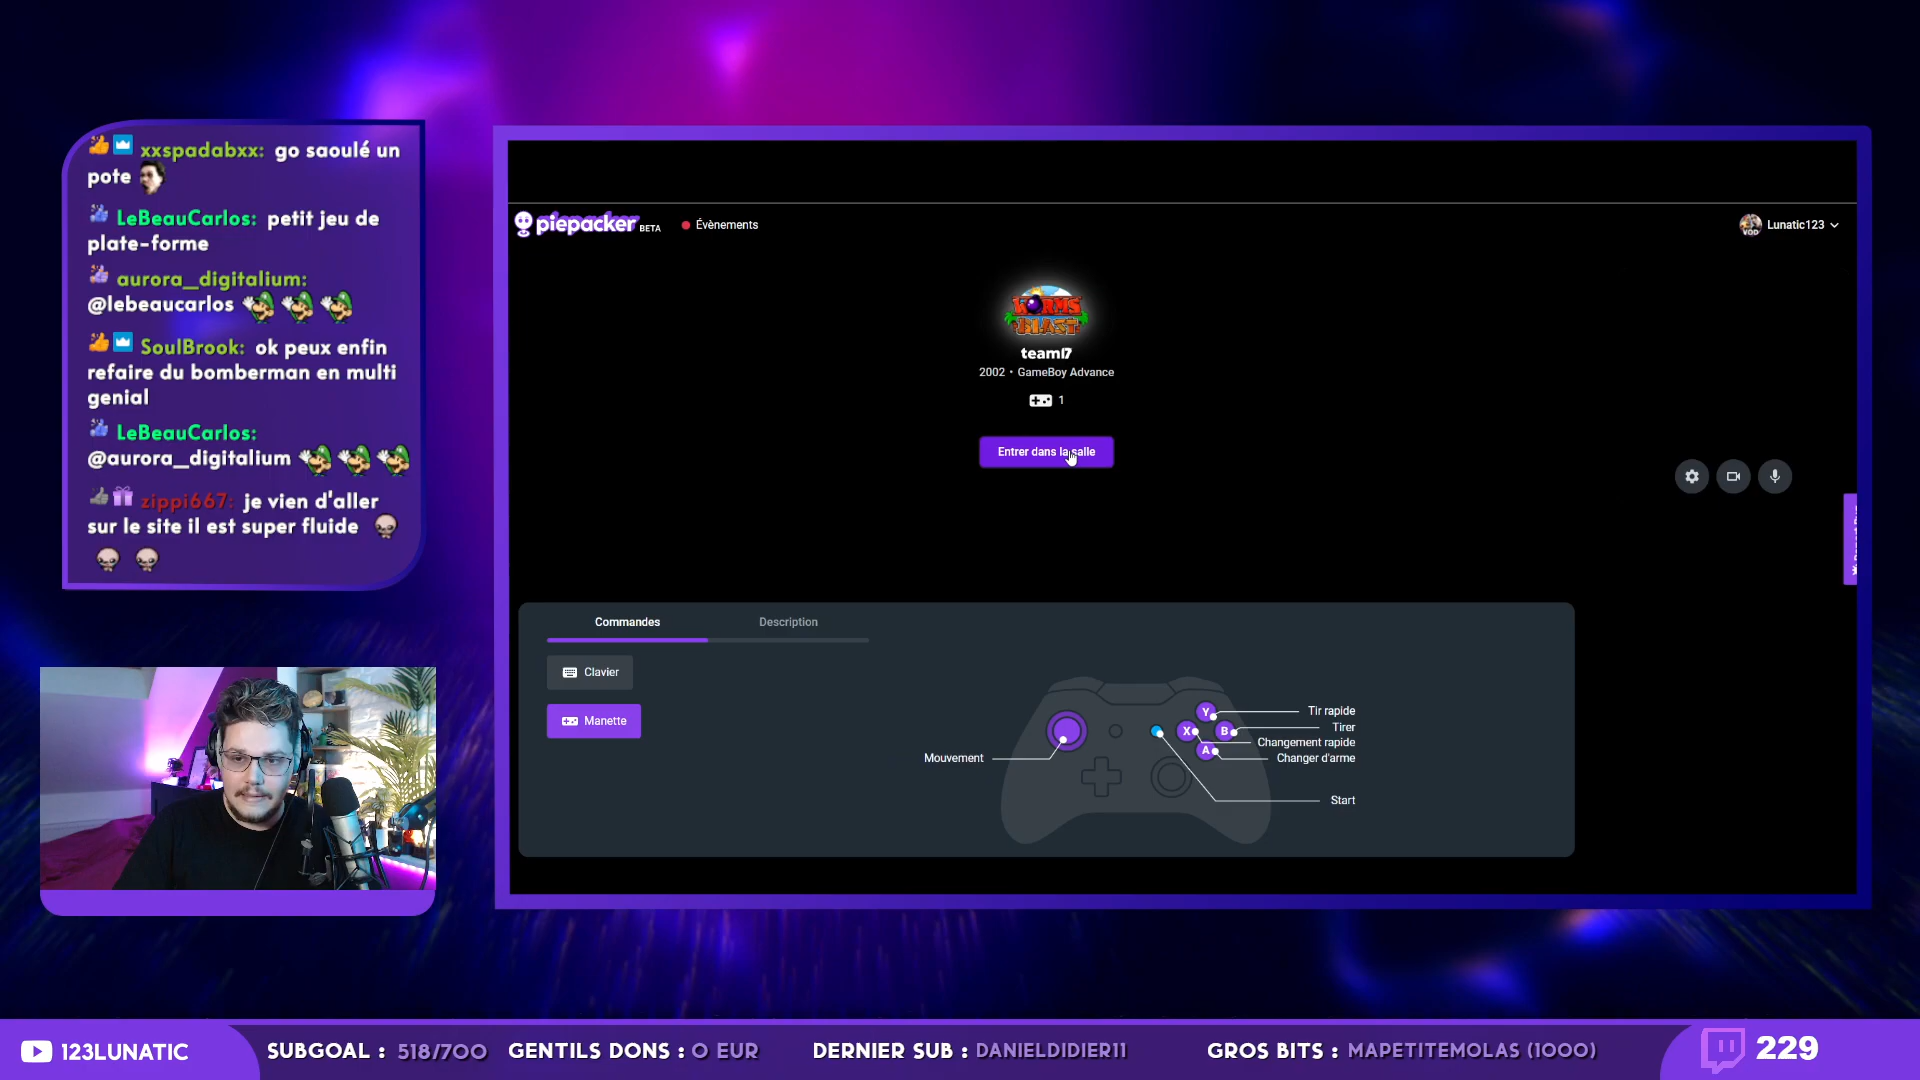 xxspadabxx: go saoulé un
pote
LeBeauCarlos: petit jeu de
plate-forme
aurora_digitalium:
@lebeaucarlos
SoulBrook: ok peux enfin
refaire du bomberman en multi
genial
LeBeauCarlos:
@aurora_digitalium
zippi667: je vien d'aller
sur le site il est super fluide
piepacker BETA
Évènements
Lunatic123
WORMS
BLAST
team17
2002 • GameBoy Advance
1
Entrer dans la salle
Commandes
Description
Clavier
Manette
Mouvement
Y
X
B
A
Tir rapide
Tirer
Changement rapide
Changer d'arme
Start
123LUNATIC
SUBGOAL : 518/700
GENTILS DONS : 0 EUR
DERNIER SUB : DANIELDIDIER11
GROS BITS : MAPETITEMOLAS (1000)
229